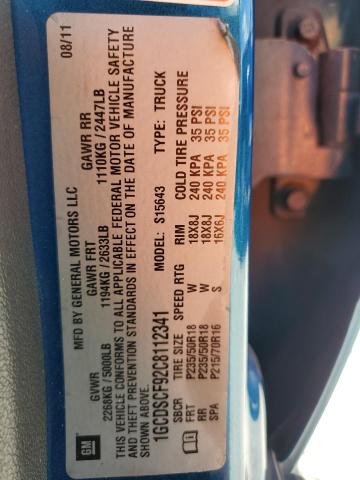 MFD BY GENERAL MOTORS LLC
08/11
GVWR GAWR FRT GAWR RR
2268KG / 5000LB 1194KG / 2633LB 1110KG / 2447LB
THIS VEHICLE CONFORMS TO ALL APPLICABLE FEDERAL MOTOR VEHICLE SAFETY
AND THEFT PREVENTION STANDARDS IN EFFECT ON THE DATE OF MANUFACTURE
SHOWN ABOVE.
1GCDSCF92C8112341 MODEL: S15643 TYPE: TRUCK
SBCR TIRE SIZE SPEED RTG RIM COLD TIRE PRESSURE
FRT P235/50R18 W 18X8J 240 KPA 35 PSI
RR P235/50R18 W 18X8J 240 KPA 35 PSI
SPA P215/70R16 S 16X6J 240 KPA 35 PSI
GM